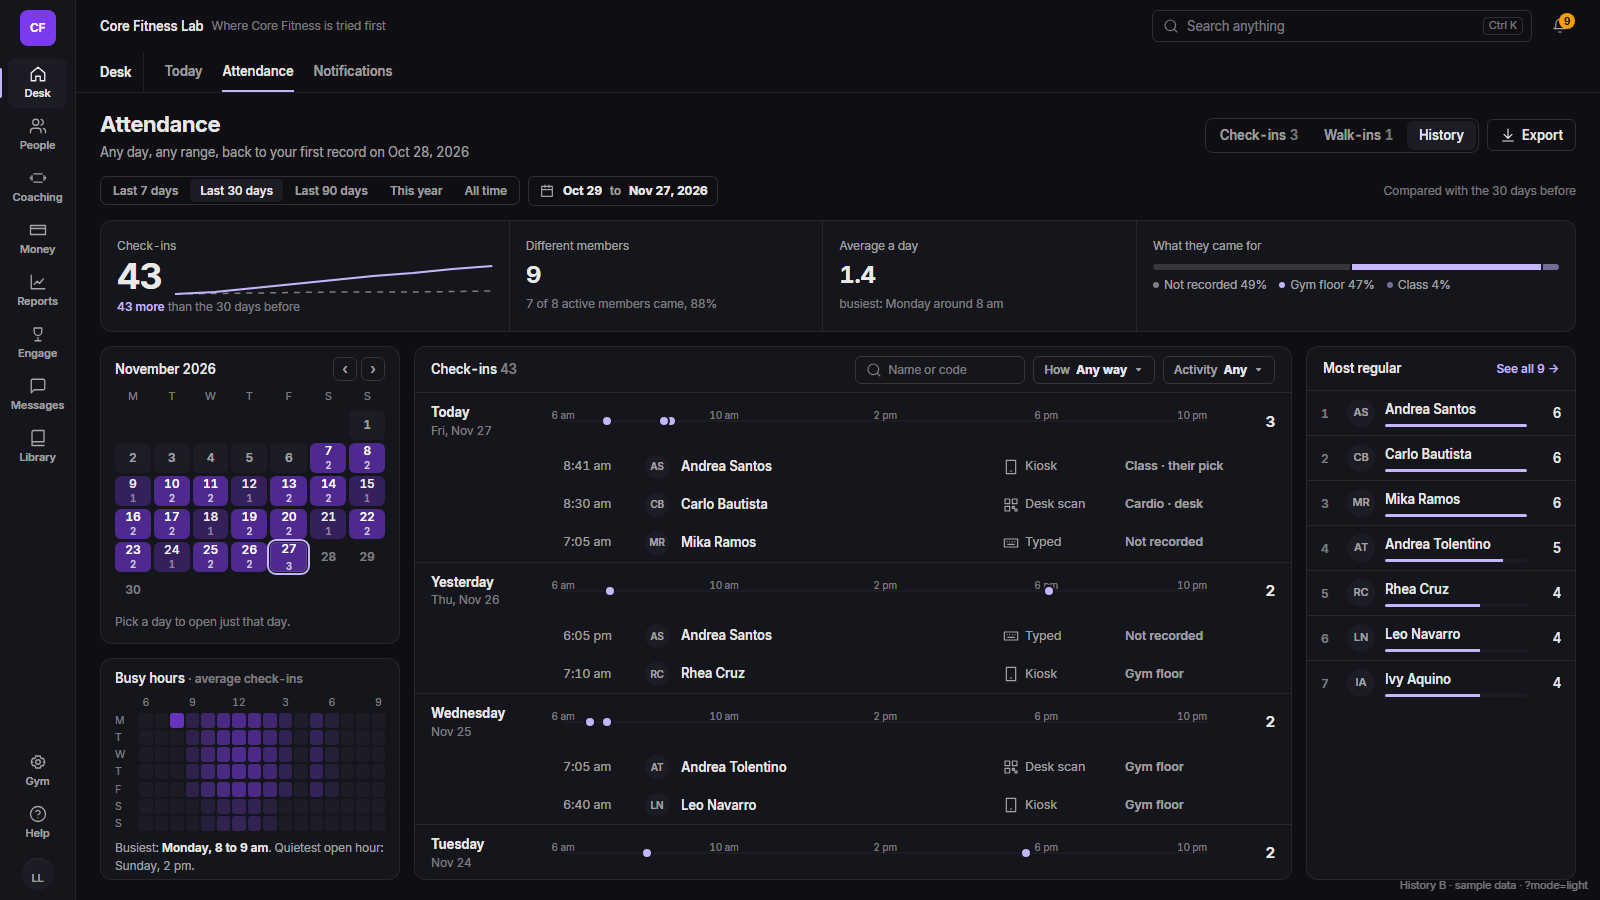 CF
Core Fitness Lab Where Core Fitness is tried first
Search anything Ctrl K
9
Desk
People
Coaching
Money
Reports
Engage
Messages
Library
Gym
Help
LL
Desk Today Attendance Notifications
Attendance
Any day, any range, back to your first record on Oct 28, 2026
Check-ins 3 Walk-ins 1 History Export
Last 7 days Last 30 days Last 90 days This year All time Oct 29 to Nov 27, 2026
Compared with the 30 days before
Check-ins
43
43 more than the 30 days before
Different members
9
7 of 8 active members came, 88%
Average a day
1.4
busiest: Monday around 8 am
What they came for
Not recorded 49% Gym floor 47% Class 4%
November 2026 ‹ ›
M T W T F S S
1
2 3 4 5 6 7 8
2 2
9 10 11 12 13 14 15
1 2 2 1 2 2 1
16 17 18 19 20 21 22
2 2 1 2 2 1 2
23 24 25 26 27 28 29
2 1 2 2 3
30
Pick a day to open just that day.
Busy hours · average check-ins
6 9 12 3 6 9
M
T
W
T
F
S
S
Busiest: Monday, 8 to 9 am. Quietest open hour:
Sunday, 2 pm.
Check-ins 43 Name or code How Any way Activity Any
Today 6 am 10 am 2 pm 6 pm 10 pm 3
Fri, Nov 27
8:41 am AS Andrea Santos Kiosk Class · their pick
8:30 am CB Carlo Bautista Desk scan Cardio · desk
7:05 am MR Mika Ramos Typed Not recorded
Yesterday 6 am 10 am 2 pm 6 pm 10 pm 2
Thu, Nov 26
6:05 pm AS Andrea Santos Typed Not recorded
7:10 am RC Rhea Cruz Kiosk Gym floor
Wednesday 6 am 10 am 2 pm 6 pm 10 pm 2
Nov 25
7:05 am AT Andrea Tolentino Desk scan Gym floor
6:40 am LN Leo Navarro Kiosk Gym floor
Tuesday 6 am 10 am 2 pm 6 pm 10 pm 2
Nov 24
Most regular See all 9 →
1 AS Andrea Santos 6
2 CB Carlo Bautista 6
3 MR Mika Ramos 6
4 AT Andrea Tolentino 5
5 RC Rhea Cruz 4
6 LN Leo Navarro 4
7 IA Ivy Aquino 4
History B · sample data · ?mode=light